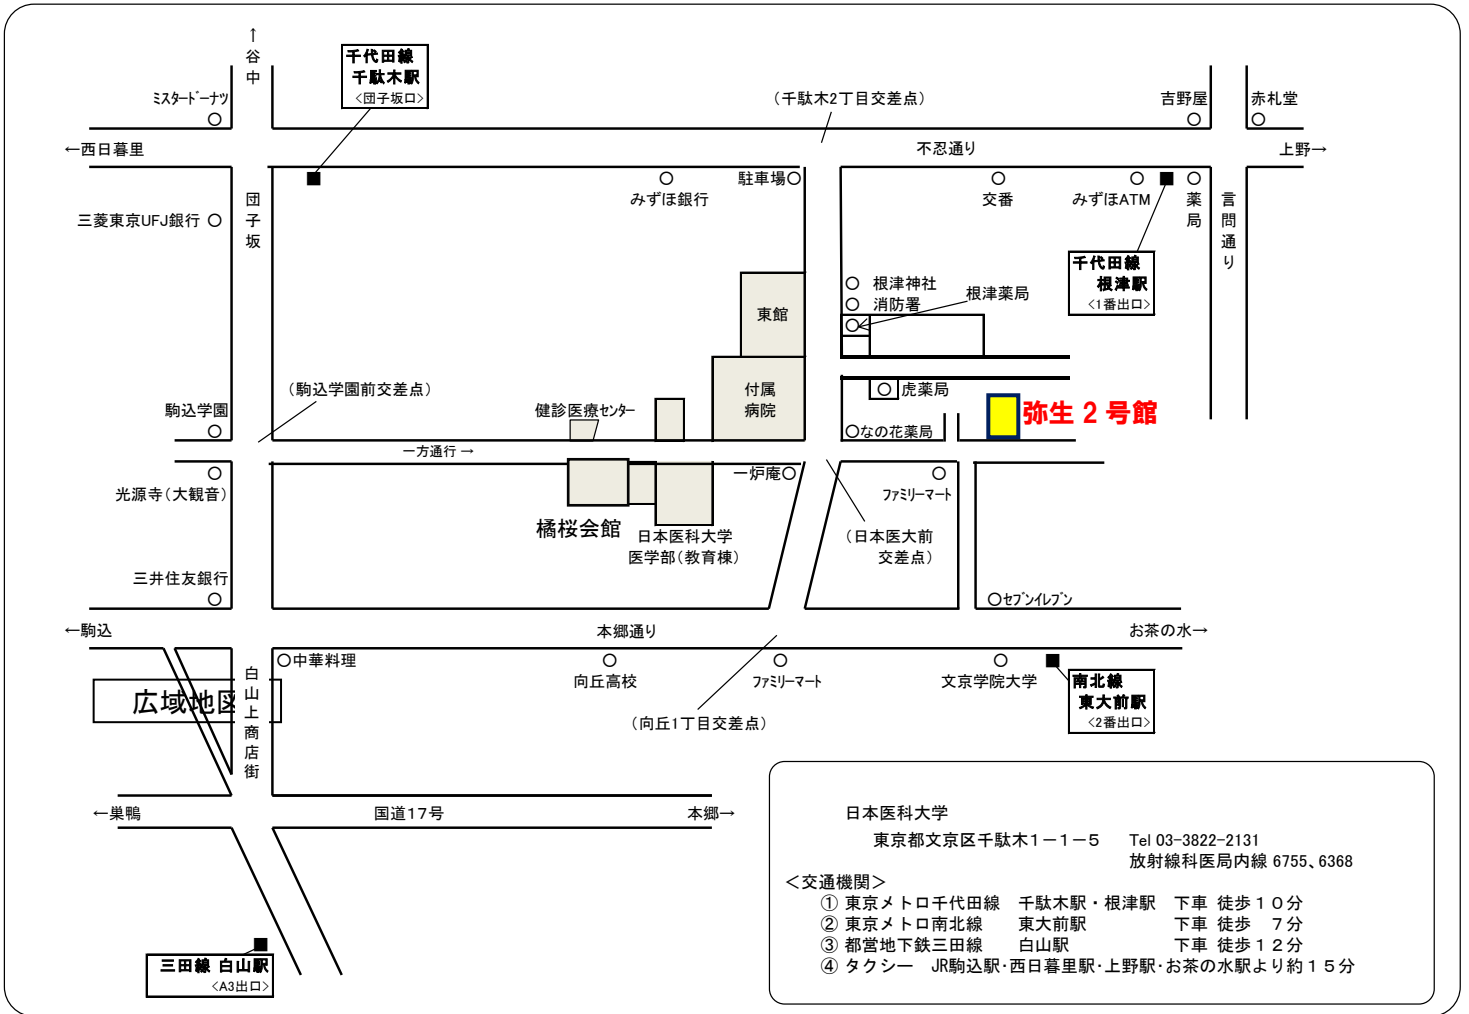 ↑
谷中
千代田線
千駄木駅
<団子坂口>
ミスタードーナツ
(千駄木2丁目交差点)
吉野屋
赤札堂
←西日暮里
不忍通り
上野→
団子坂
みずほ銀行
駐車場
交番
みずほATM
薬局
言問通り
三菱東京UFJ銀行
千代田線
根津駅
<1番出口>
東館
根津神社
消防署
根津薬局
(駒込学園前交差点)
付属
病院
虎薬局
弥生2号館
駒込学園
健診医療センター
なの花薬局
一方通行→
一炉庵
ファミリーマート
光源寺(大観音)
橘桜会館
日本医科大学
医学部(教育棟)
(日本医大前
交差点)
三井住友銀行
セブンイレブン
←駒込
本郷通り
お茶の水→
中華料理
向丘高校
ファミリーマート
文京学院大学
南北線
東大前駅
<2番出口>
白山上商店街
広域地図
(向丘1丁目交差点)
←巣鴨
国道17号
本郷→
三田線 白山駅
<A3出口>
日本医科大学
東京都文京区千駄木1-1-5 Tel 03-3822-2131
放射線科医局内線 6755、6368
<交通機関>
① 東京メトロ千代田線 千駄木駅・根津駅 下車 徒歩10分
② 東京メトロ南北線 東大前駅 下車 徒歩 7分
③ 都営地下鉄三田線 白山駅 下車 徒歩12分
④ タクシー JR駒込駅・西日暮里駅・上野駅・お茶の水駅より約15分